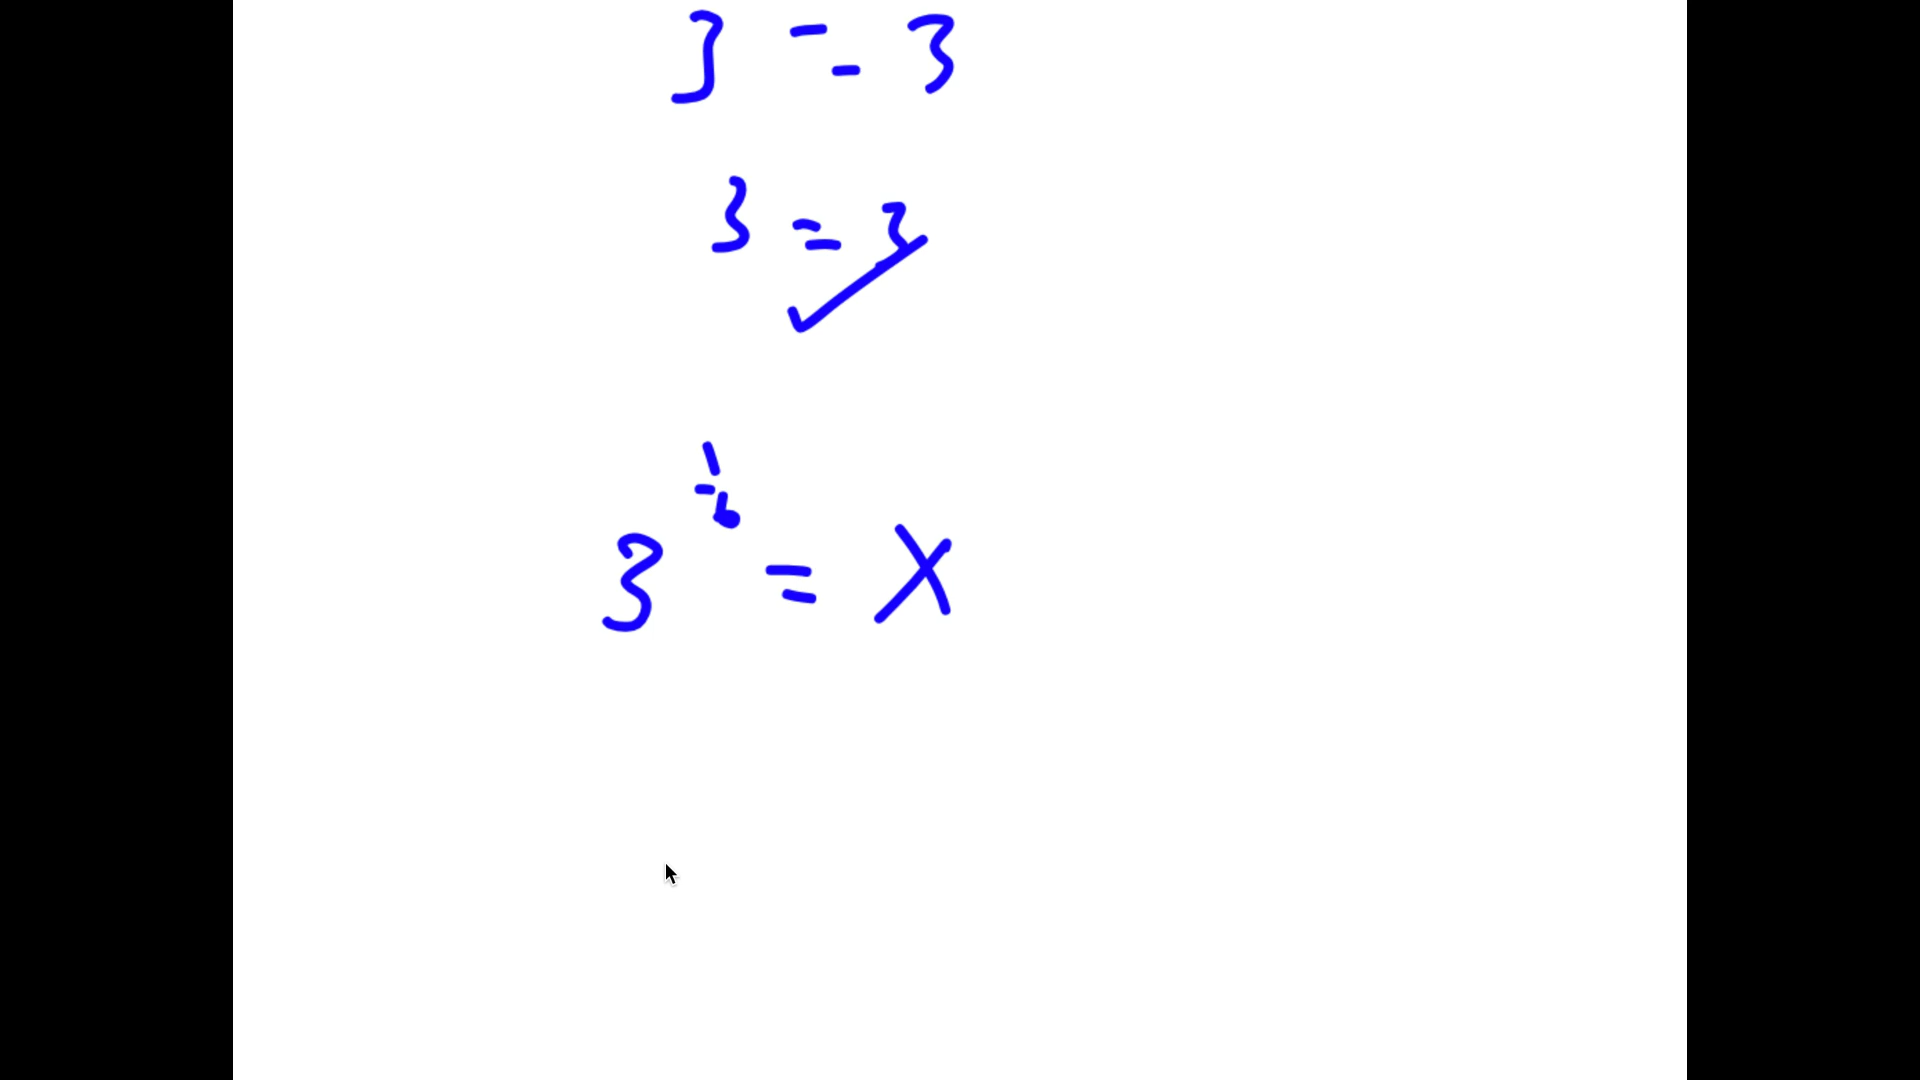 3 = 3
3 = 3 ✓
3^(1/6) = X